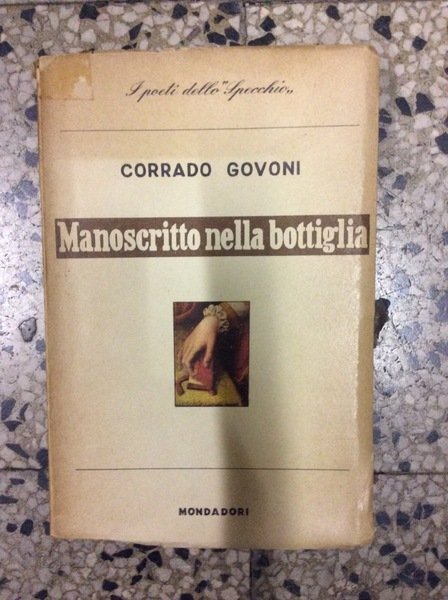 I poeti dello "Specchio"
CORRADO GOVONI
Manoscritto nella bottiglia
MONDADORI